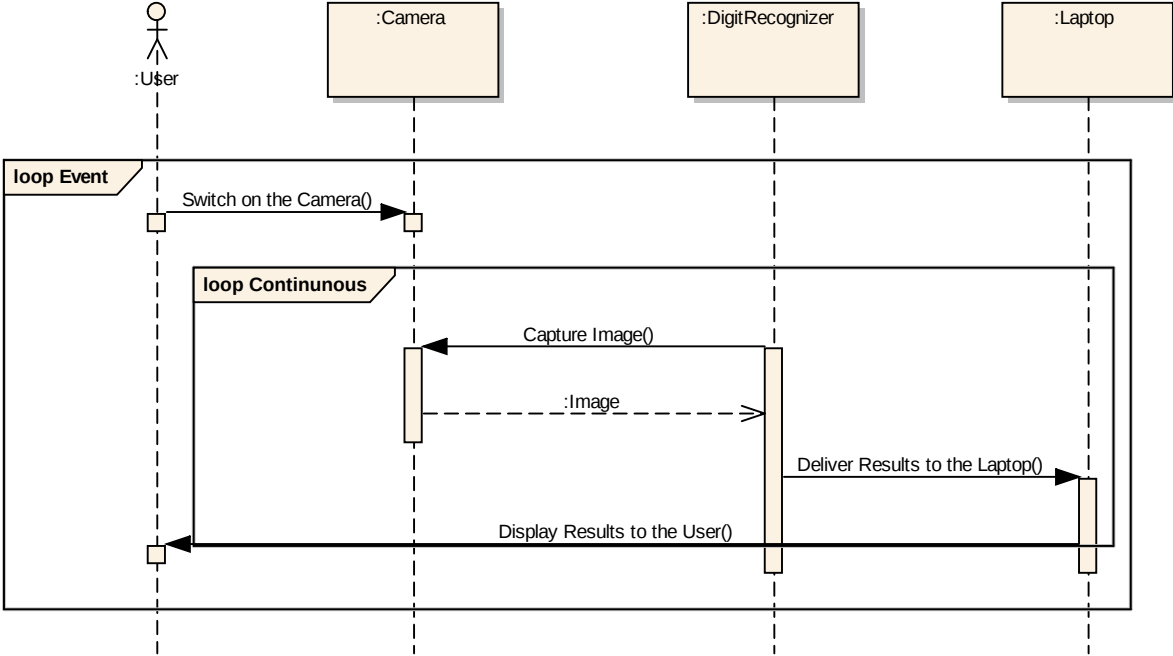 :User
:Camera
:DigitRecognizer
:Laptop
loop Event
Switch on the Camera()
loop Continunous
Capture Image()
:Image
Deliver Results to the Laptop()
Display Results to the User()